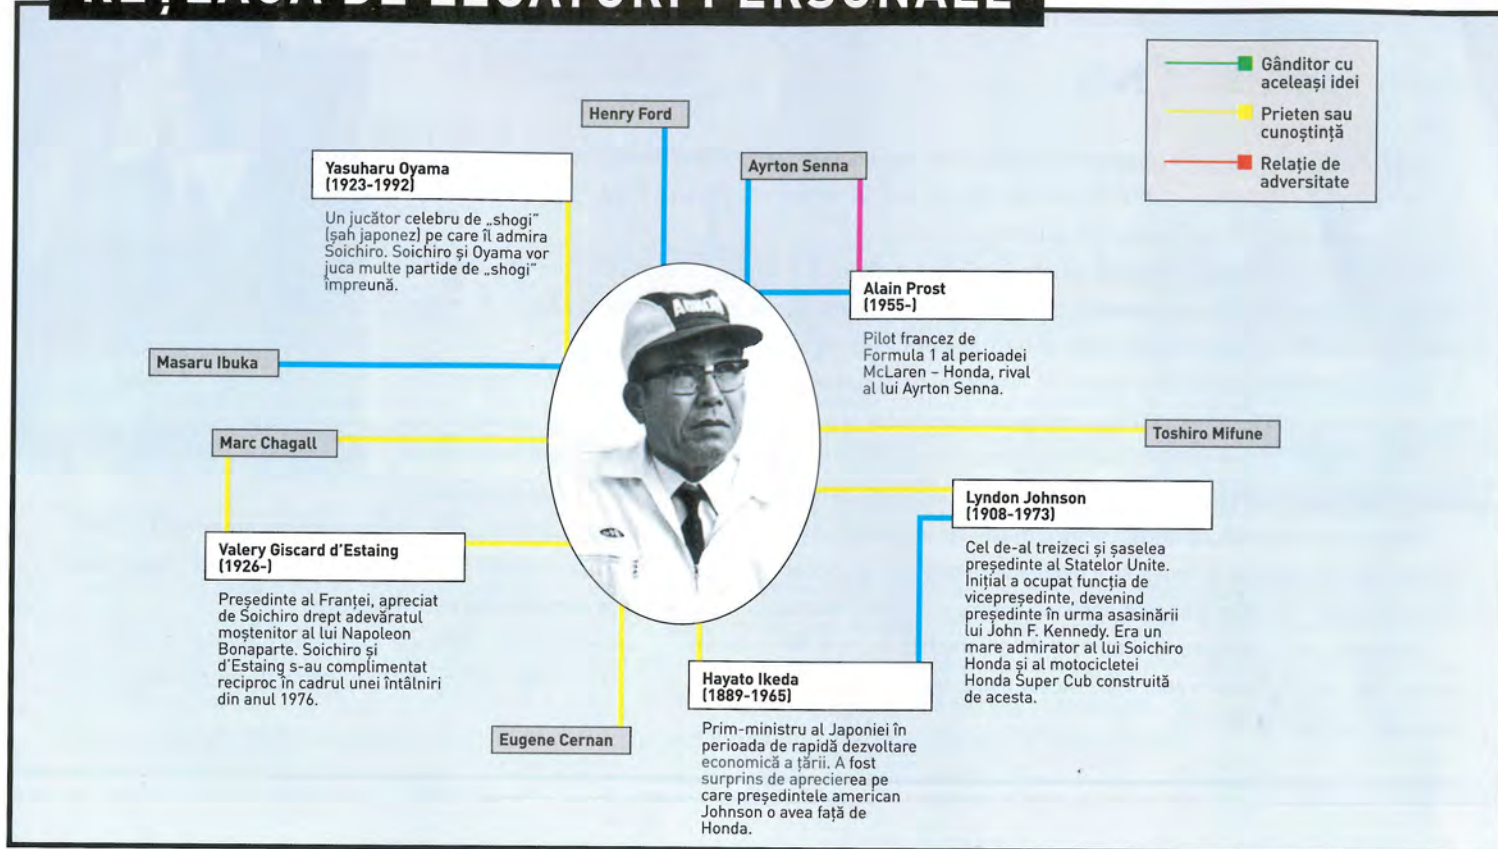 REȚEAUA DE LEGĂTURI PERSONALE
Gânditor cu
aceleași idei
Prieten sau
cunoștință
Relație de
adversitate
Henry Ford
Yasuharu Oyama
(1923-1992)
Un jucător celebru de „shogi”
(șah japonez) pe care îl admira
Soichiro. Soichiro și Oyama vor
juca multe partide de „shogi”
împreună.
Ayrton Senna
Alain Prost
(1955-)
Pilot francez de
Formula 1 al perioadei
McLaren – Honda, rival
al lui Ayrton Senna.
Masaru Ibuka
Marc Chagall
Toshiro Mifune
Valery Giscard d'Estaing
(1926-)
Președinte al Franței, apreciat
de Soichiro drept adevăratul
moștenitor al lui Napoleon
Bonaparte. Soichiro și
d'Estaing s-au complimentat
reciproc în cadrul unei întâlniri
din anul 1976.
Lyndon Johnson
(1908-1973)
Cel de-al treizeci și șaselea
președinte al Statelor Unite.
Inițial a ocupat funcția de
vicepreședinte, devenind
președinte în urma asasinării
lui John F. Kennedy. Era un
mare admirator al lui Soichiro
Honda și al motocicletei
Honda Super Cub construită
de acesta.
Eugene Cernan
Hayato Ikeda
(1889-1965)
Prim-ministru al Japoniei în
perioada de rapidă dezvoltare
economică a țării. A fost
surprins de aprecierea pe
care președintele american
Johnson o avea față de
Honda.